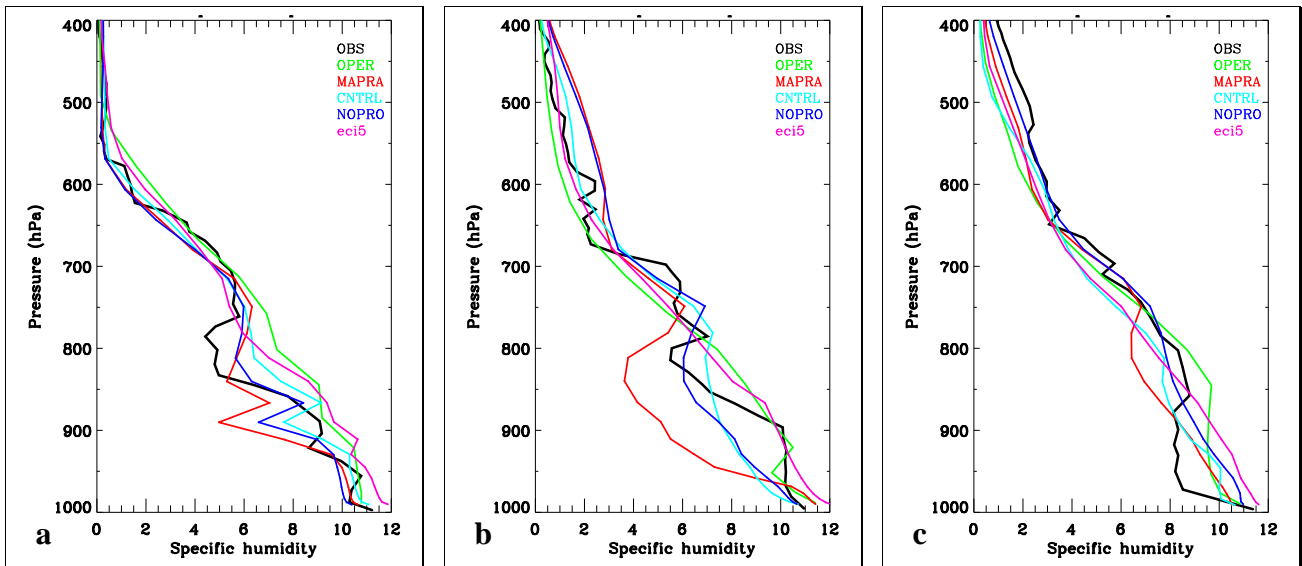 400
500
600
700
800
900
1000
Pressure (hPa)
OBS
OPER
MAPRA
CNTRL
NOPRO
eci5
0 2 4 6 8 10 12
Specific humidity
a
400
500
600
700
800
900
1000
Pressure (hPa)
OBS
OPER
MAPRA
CNTRL
NOPRO
eci5
0 2 4 6 8 10 12
Specific humidity
b
400
500
600
700
800
900
1000
Pressure (hPa)
OBS
OPER
MAPRA
CNTRL
NOPRO
eci5
0 2 4 6 8 10 12
Specific humidity
c